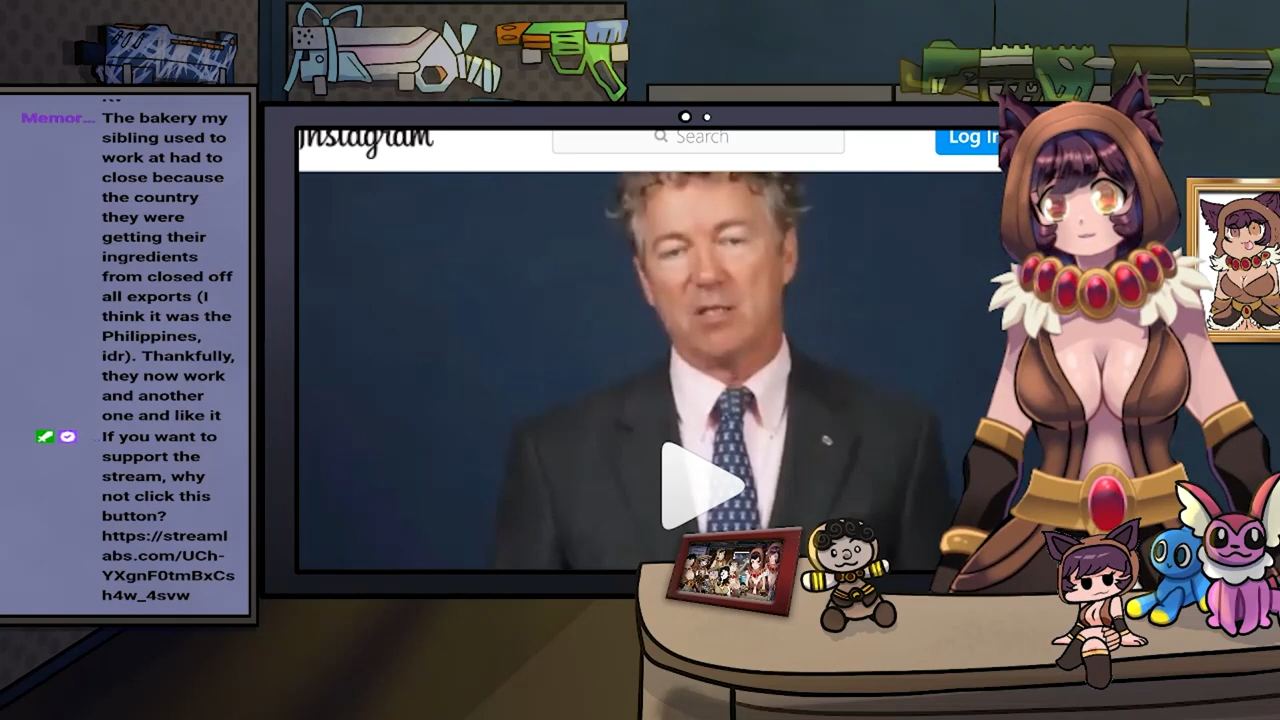 Memor... The bakery my
sibling used to
work at had to
close because
the country
they were
getting their
ingredients
from closed off
all exports (I
think it was the
Philippines,
idr). Thankfully,
they now work
and another
one and like it
If you want to
support the
stream, why
not click this
button?
https://streaml
abs.com/UCh-
YXgnF0tmBxCs
h4w_4svw
Instagram
Search
Log In